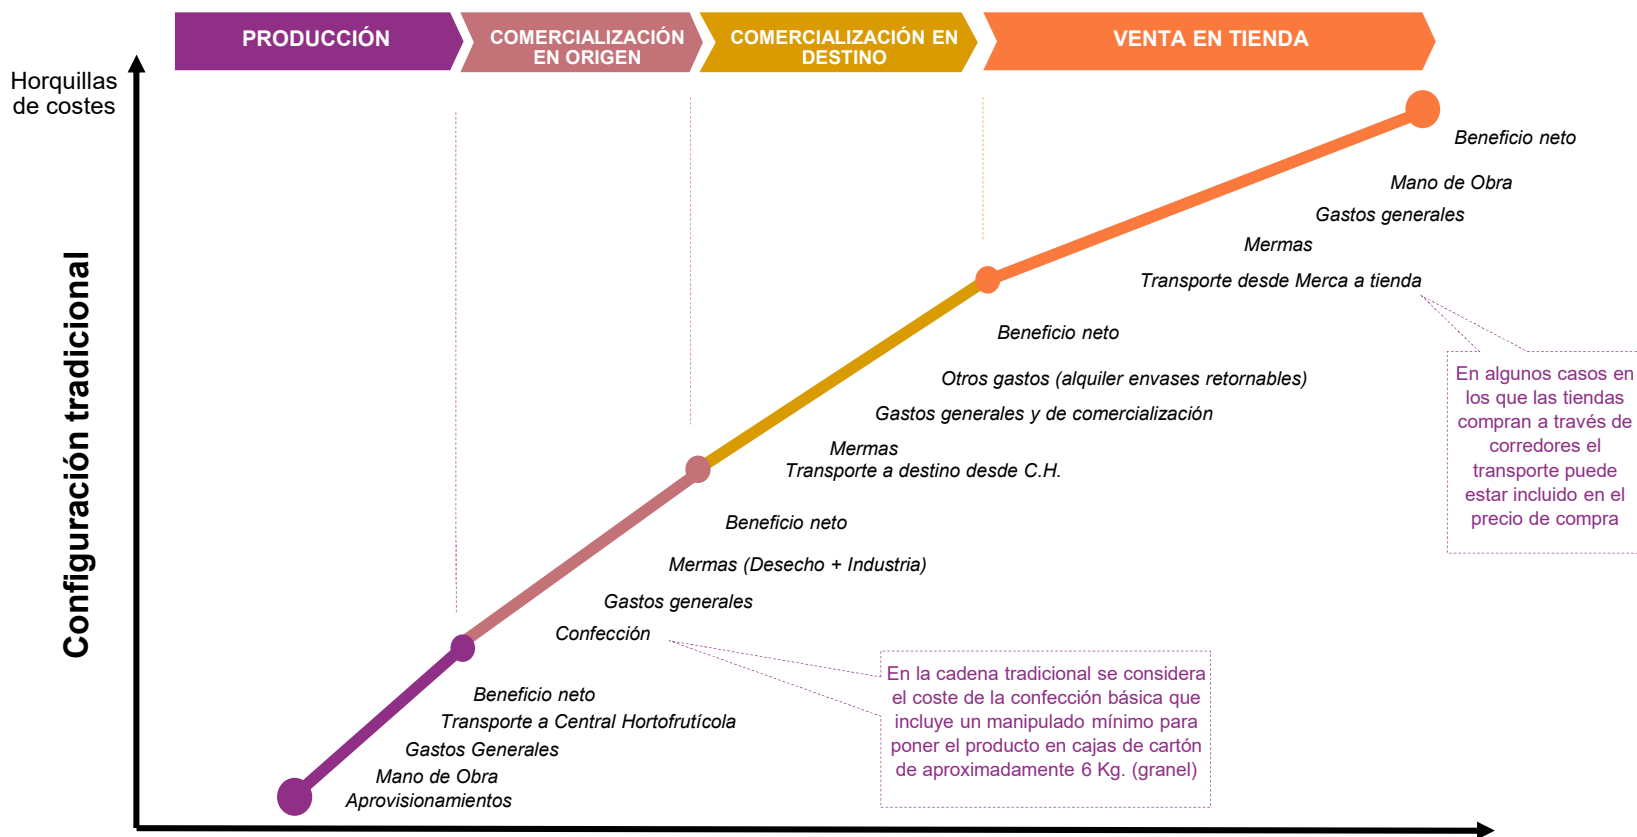 PRODUCCIÓN
COMERCIALIZACIÓN
EN ORIGEN
COMERCIALIZACIÓN EN
DESTINO
VENTA EN TIENDA
Horquillas
de costes
Configuración tradicional
Beneficio neto
Mano de Obra
Gastos generales
Mermas
Transporte desde Merca a tienda
En algunos casos en
los que las tiendas
compran a través de
corredores el
transporte puede
estar incluido en el
precio de compra
Beneficio neto
Otros gastos (alquiler envases retornables)
Gastos generales y de comercialización
Mermas
Transporte a destino desde C.H.
Beneficio neto
Mermas (Desecho + Industria)
Gastos generales
Confección
En la cadena tradicional se considera
el coste de la confección básica que
incluye un manipulado mínimo para
poner el producto en cajas de cartón
de aproximadamente 6 Kg. (granel)
Beneficio neto
Transporte a Central Hortofrutícola
Gastos Generales
Mano de Obra
Aprovisionamientos